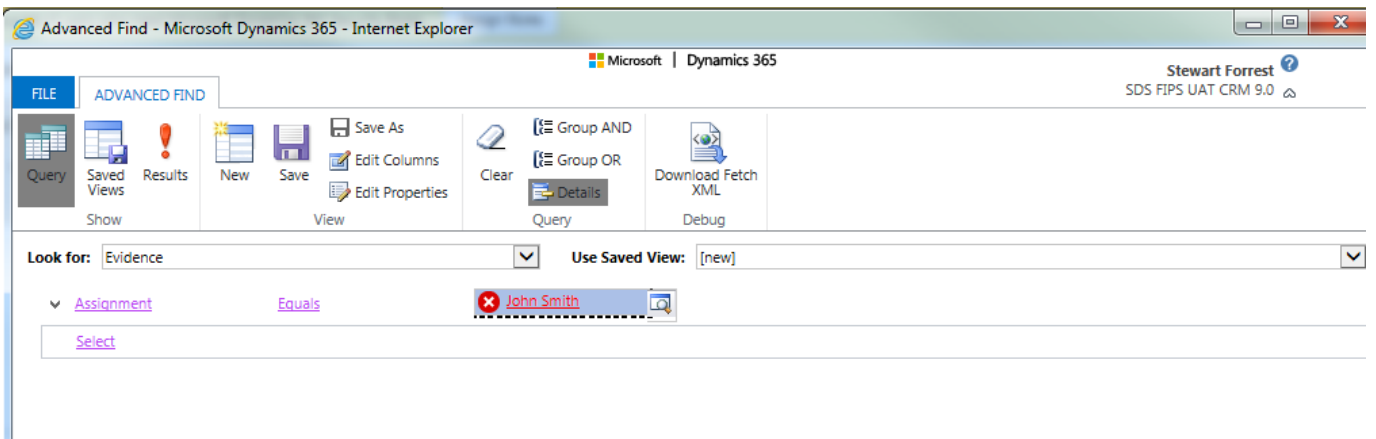 Advanced Find - Microsoft Dynamics 365 - Internet Explorer
Microsoft | Dynamics 365
Stewart Forrest
SDS FIPS UAT CRM 9.0
FILE
ADVANCED FIND
Query
Saved Views
Results
New
Save
Save As
Edit Columns
Edit Properties
Clear
Group AND
Group OR
Details
Download Fetch XML
Show
View
Query
Debug
Look for: Evidence
Use Saved View: [new]
Assignment Equals John Smith
Select